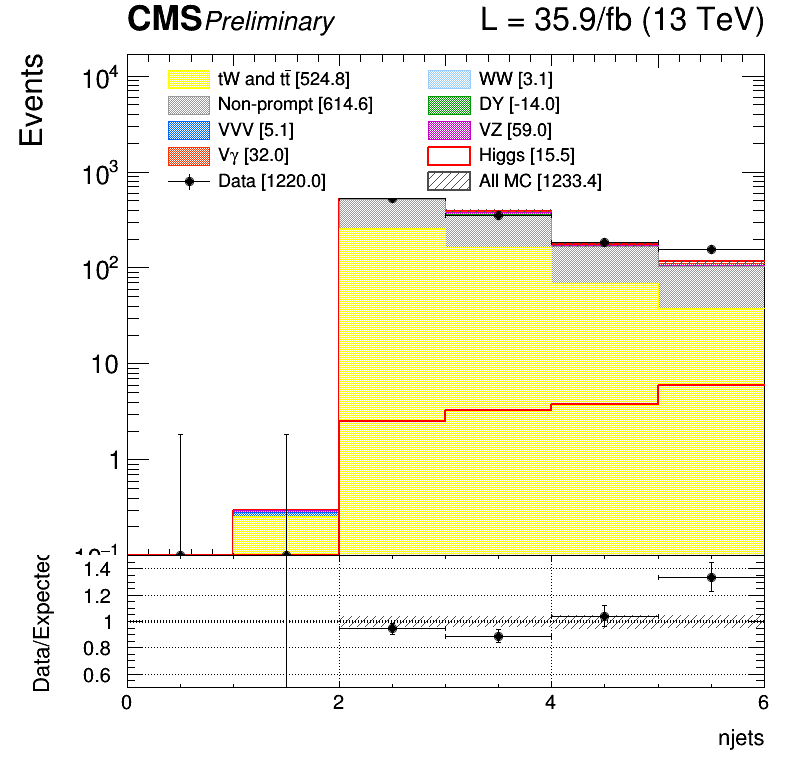 CMS Preliminary L = 35.9/fb (13 TeV)
Events
10⁴
10³
10²
10
1
10⁻¹
tW and tt̄ [524.8]
Non-prompt [614.6]
VVV [5.1]
Vγ [32.0]
Data [1220.0]
WW [3.1]
DY [-14.0]
VZ [59.0]
Higgs [15.5]
All MC [1233.4]
Data/Expected
1.4
1.2
1
0.8
0.6
0 2 4 6
njets